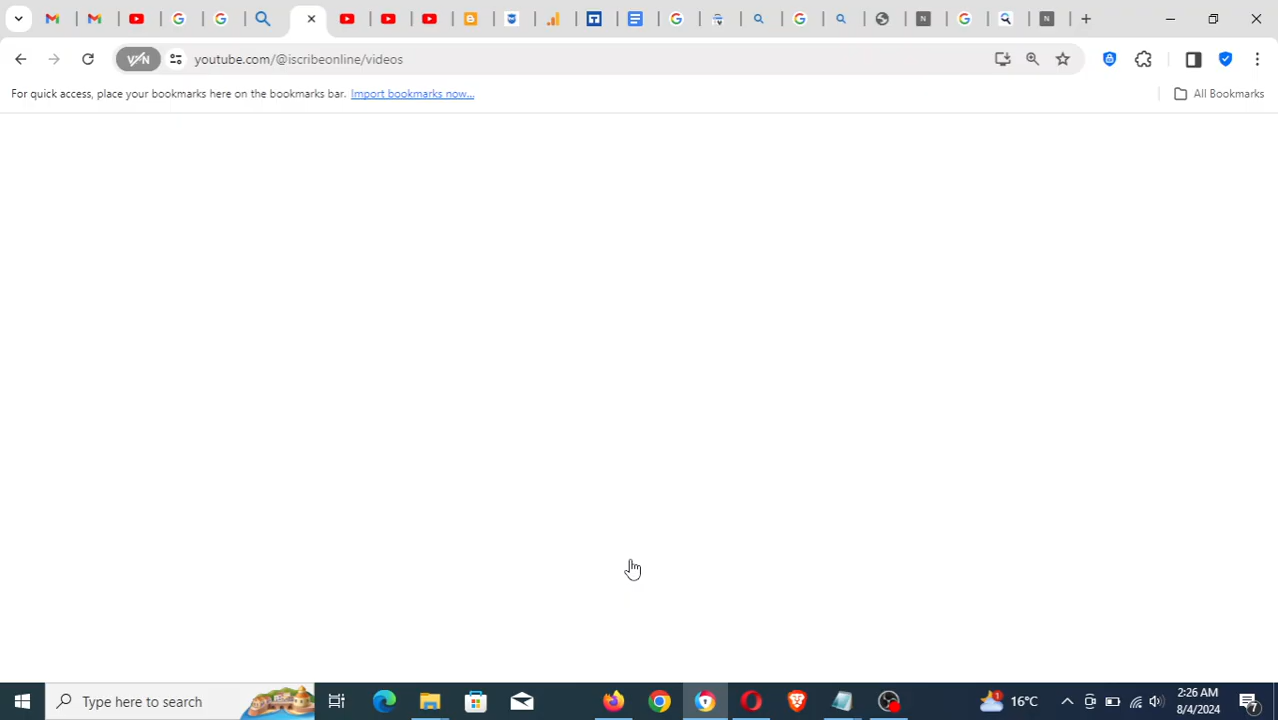 VPN
youtube.com/@iscribeonline/videos
For quick access, place your bookmarks here on the bookmarks bar. Import bookmarks now...
All Bookmarks
Type here to search
16°C
2:26 AM
8/4/2024